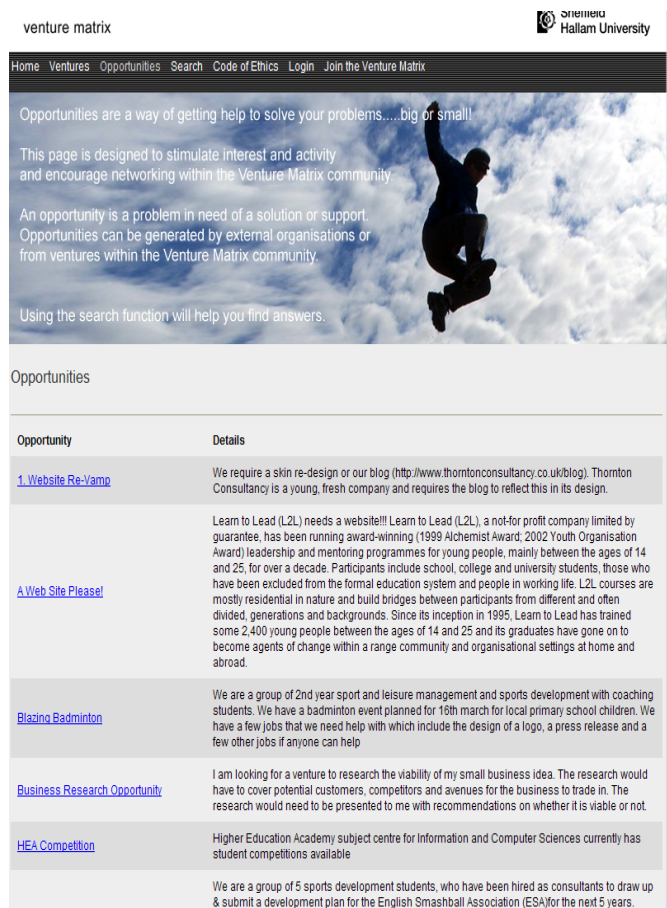 venture matrix
Sheffield
Hallam University
Home Ventures Opportunities Search Code of Ethics Login Join the Venture Matrix
Opportunities are a way of getting help to solve your problems.....big or small!
This page is designed to stimulate interest and activity
and encourage networking within the Venture Matrix community.
An opportunity is a problem in need of a solution or support.
Opportunities can be generated by external organisations or
from ventures within the Venture Matrix community.
Using the search function will help you find answers.
Opportunities
Opportunity Details
1. Website Re-Vamp
We require a skin re-design or our blog (http://www.thorntonconsultancy.co.uk/blog). Thornton
Consultancy is a young, fresh company and requires the blog to reflect this in its design.
A Web Site Please!
Learn to Lead (L2L) needs a website!!! Learn to Lead (L2L), a not-for profit company limited by
guarantee, has been running award-winning (1999 Alchemist Award; 2002 Youth Organisation
Award) leadership and mentoring programmes for young people, mainly between the ages of 14
and 25, for over a decade. Participants include school, college and university students, those who
have been excluded from the formal education system and people in working life. L2L courses are
mostly residential in nature and build bridges between participants from different and often
divided, generations and backgrounds. Since its inception in 1995, Learn to Lead has trained
some 2,400 young people between the ages of 14 and 25 and its graduates have gone on to
become agents of change within a range community and organisational settings at home and
abroad.
Blazing Badminton
We are a group of 2nd year sport and leisure management and sports development with coaching
students. We have a badminton event planned for 16th march for local primary school children. We
have a few jobs that we need help with which include the design of a logo, a press release and a
few other jobs if anyone can help
Business Research Opportunity
I am looking for a venture to research the viability of my small business idea. The research would
have to cover potential customers, competitors and avenues for the business to trade in. The
research would need to be presented to me with recommendations on whether it is viable or not.
HEA Competition
Higher Education Academy subject centre for Information and Computer Sciences currently has
student competitions available
We are a group of 5 sports development students, who have been hired as consultants to draw up
& submit a development plan for the English Smashball Association (ESA)for the next 5 years.